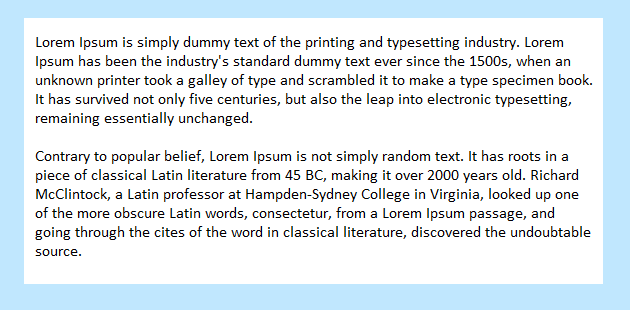 Lorem Ipsum is simply dummy text of the printing and typesetting industry. Lorem
Ipsum has been the industry's standard dummy text ever since the 1500s, when an
unknown printer took a galley of type and scrambled it to make a type specimen book.
It has survived not only five centuries, but also the leap into electronic typesetting,
remaining essentially unchanged.
Contrary to popular belief, Lorem Ipsum is not simply random text. It has roots in a
piece of classical Latin literature from 45 BC, making it over 2000 years old. Richard
McClintock, a Latin professor at Hampden-Sydney College in Virginia, looked up one
of the more obscure Latin words, consectetur, from a Lorem Ipsum passage, and
going through the cites of the word in classical literature, discovered the undoubtable
source.